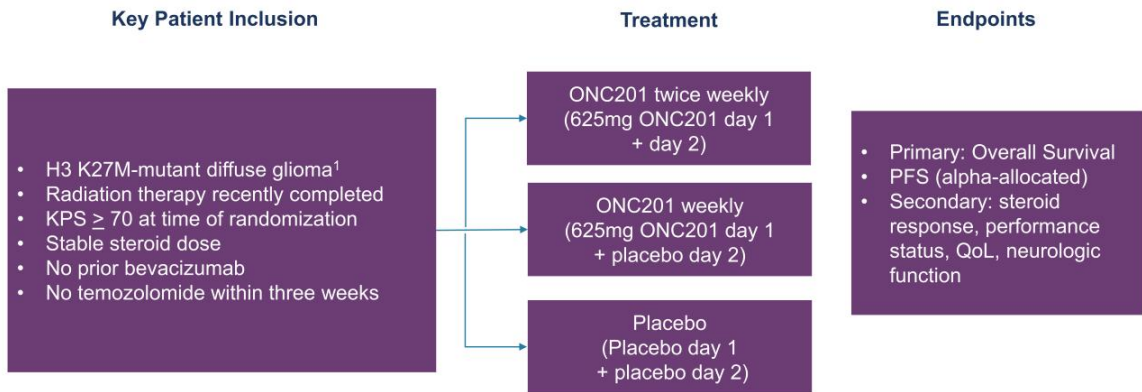 Key Patient Inclusion
Treatment
Endpoints
• H3 K27M-mutant diffuse glioma¹
• Radiation therapy recently completed
• KPS ≥ 70 at time of randomization
• Stable steroid dose
• No prior bevacizumab
• No temozolomide within three weeks
ONC201 twice weekly
(625mg ONC201 day 1
+ day 2)
ONC201 weekly
(625mg ONC201 day 1
+ placebo day 2)
Placebo
(Placebo day 1
+ placebo day 2)
• Primary: Overall Survival
• PFS (alpha-allocated)
• Secondary: steroid
response, performance
status, QoL, neurologic
function